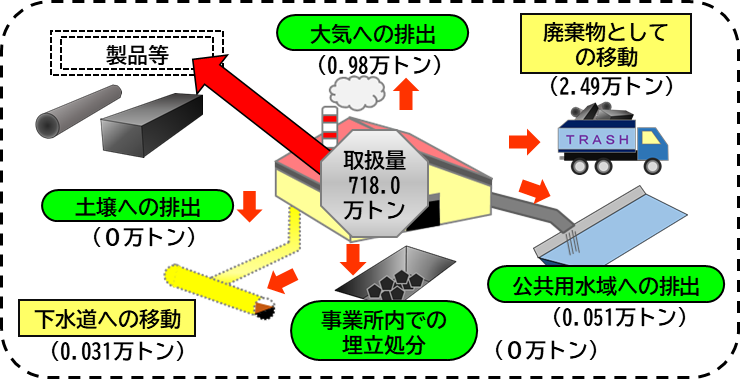 大気への排出
(0.98万トン)
廃棄物として
の移動
(2.49万トン)
製品等
TRASH
取扱量
718.0
万トン
土壌への排出
(０万トン)
公共用水域への排出
(0.051万トン)
下水道への移動
(0.031万トン)
事業所内での
埋立処分
(０万トン)